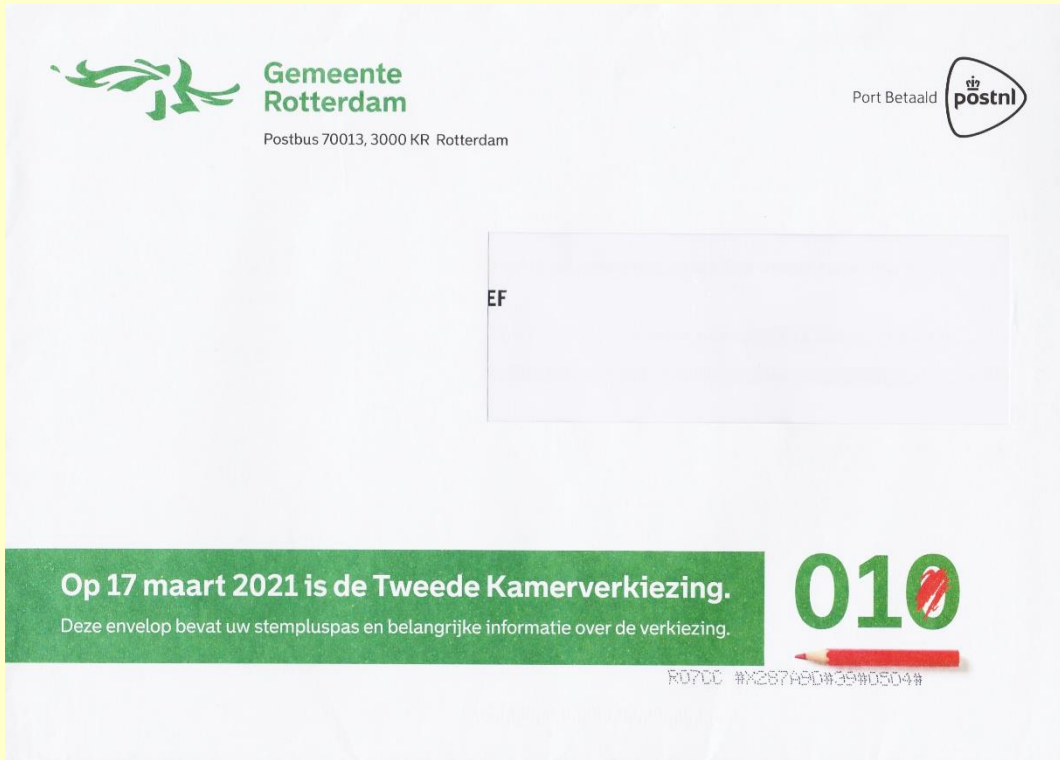 Gemeente
Rotterdam
Postbus 70013, 3000 KR Rotterdam
Port Betaald
postnl
EF
Op 17 maart 2021 is de Tweede Kamerverkiezing.
Deze envelop bevat uw stempluspas en belangrijke informatie over de verkiezing.
010
R07CC #X287A9D#39#0504#